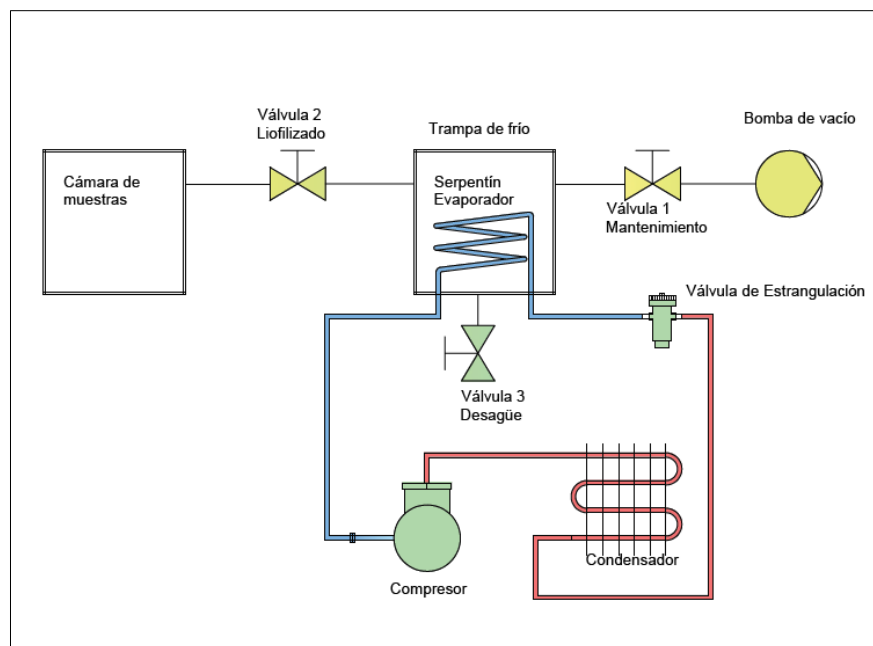 Válvula 2
Liofilizado
Trampa de frío
Bomba de vacío
Cámara de
muestras
Serpentín
Evaporador
Válvula 1
Mantenimiento
Válvula de Estrangulación
Válvula 3
Desagüe
Condensador
Compresor